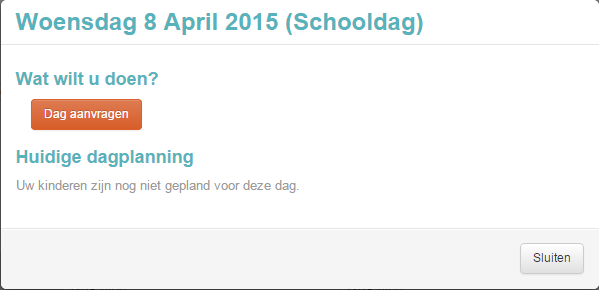 Woensdag 8 April 2015 (Schooldag)
Wat wilt u doen?
Dag aanvragen
Huidige dagplanning
Uw kinderen zijn nog niet gepland voor deze dag.
Sluiten